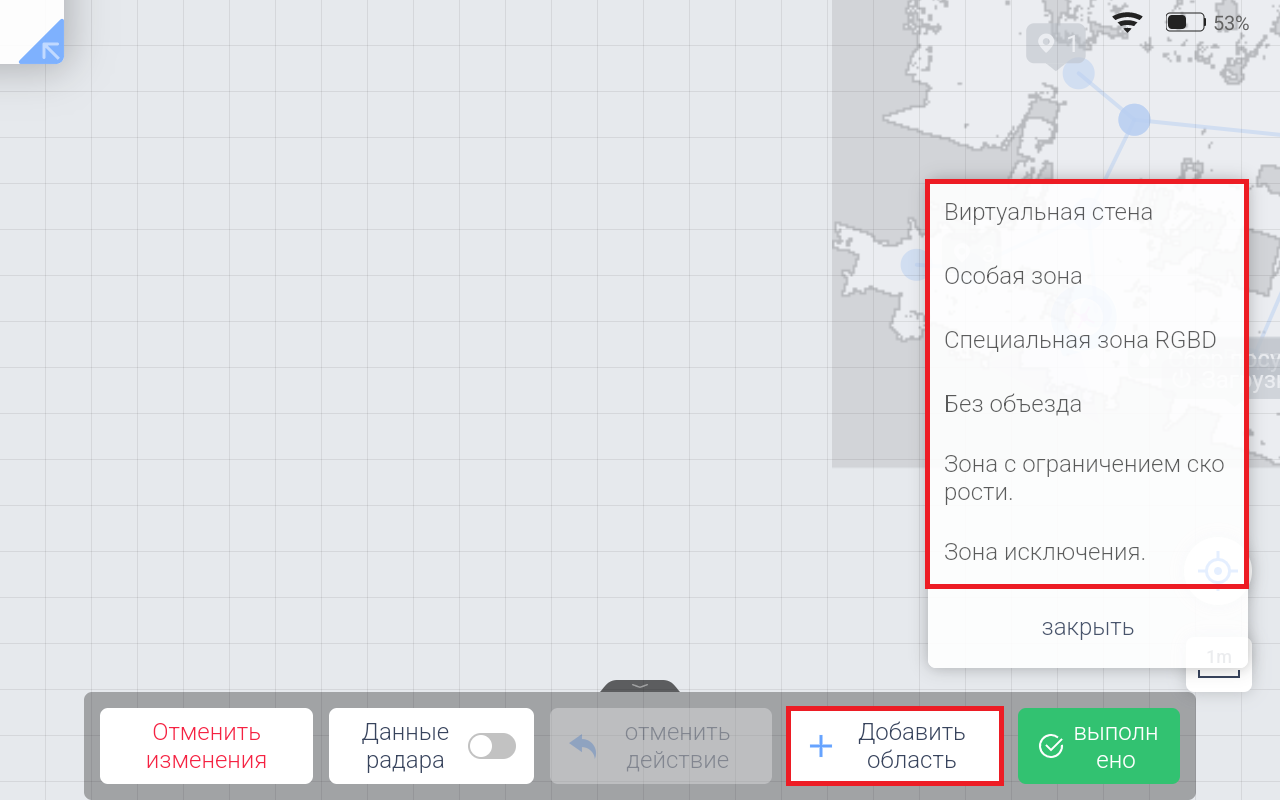 53%
1
Виртуальная стена
Особая зона
Специальная зона RGBD
Без объезда
Зона с ограничением ско
рости.
Зона исключения.
закрыть
1m
Отменить
изменения
Данные
радара
отменить
действие
Добавить
область
выполн
ено